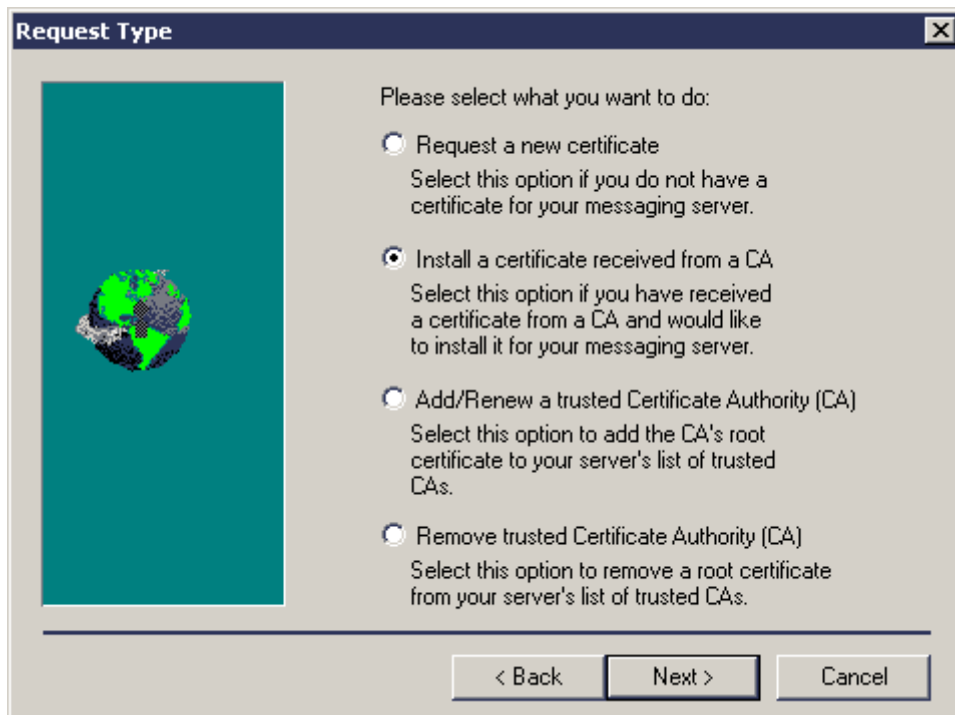 Request Type
Please select what you want to do:
Request a new certificate
Select this option if you do not have a
certificate for your messaging server.
Install a certificate received from a CA
Select this option if you have received
a certificate from a CA and would like
to install it for your messaging server.
Add/Renew a trusted Certificate Authority (CA)
Select this option to add the CA's root
certificate to your server's list of trusted
CAs.
Remove trusted Certificate Authority (CA)
Select this option to remove a root certificate
from your server's list of trusted CAs.
< Back
Next >
Cancel